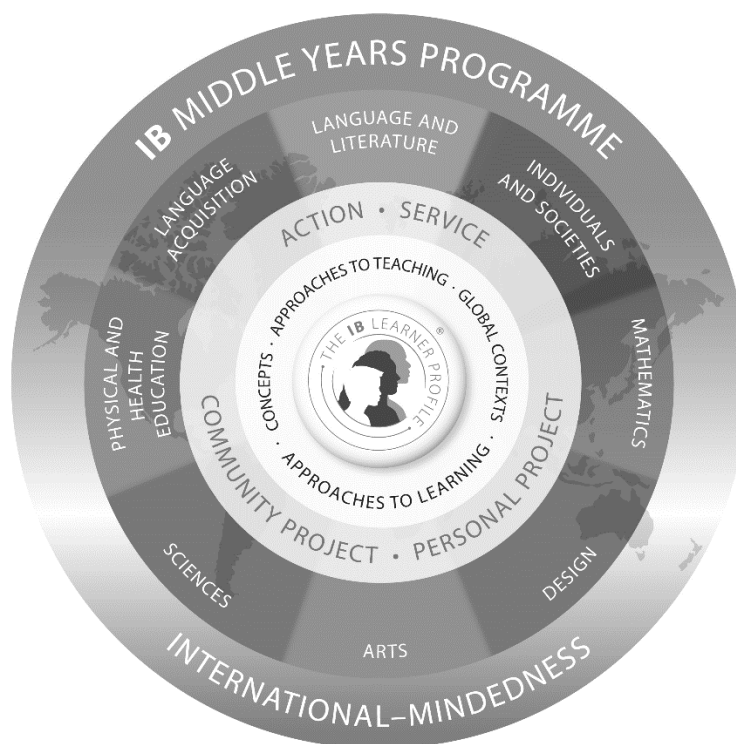 IB MIDDLE YEARS PROGRAMME
LANGUAGE AND
LITERATURE
LANGUAGE
ACQUISITION
INDIVIDUALS
AND SOCIETIES
PHYSICAL AND
HEALTH
EDUCATION
MATHEMATICS
SCIENCES
DESIGN
ARTS
ACTION • SERVICE
COMMUNITY PROJECT • PERSONAL PROJECT
APPROACHES TO TEACHING • GLOBAL CONTEXTS
• CONCEPTS •
APPROACHES TO LEARNING •
• THE IB LEARNER PROFILE •
®
INTERNATIONAL–MINDEDNESS